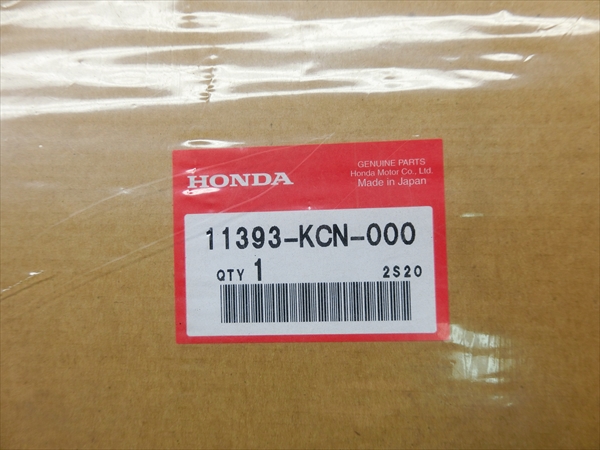 HONDA
GENUINE PARTS
Honda Motor Co., Ltd.
Made in Japan
11393-KCN-000
QTY 1 2S20